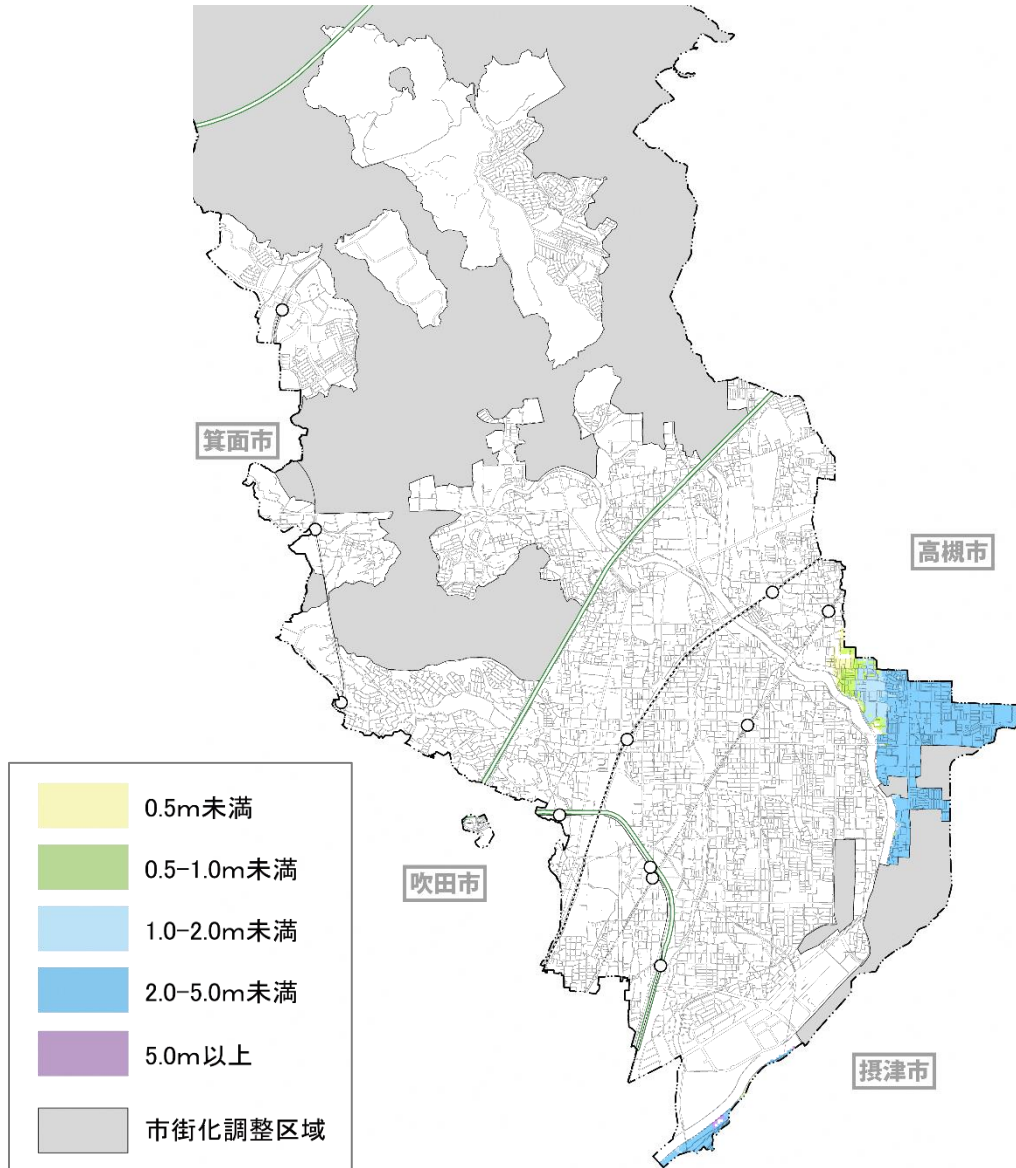 箕面市
高槻市
吹田市
摂津市
0.5m未満
0.5-1.0m未満
1.0-2.0m未満
2.0-5.0m未満
5.0m以上
市街化調整区域